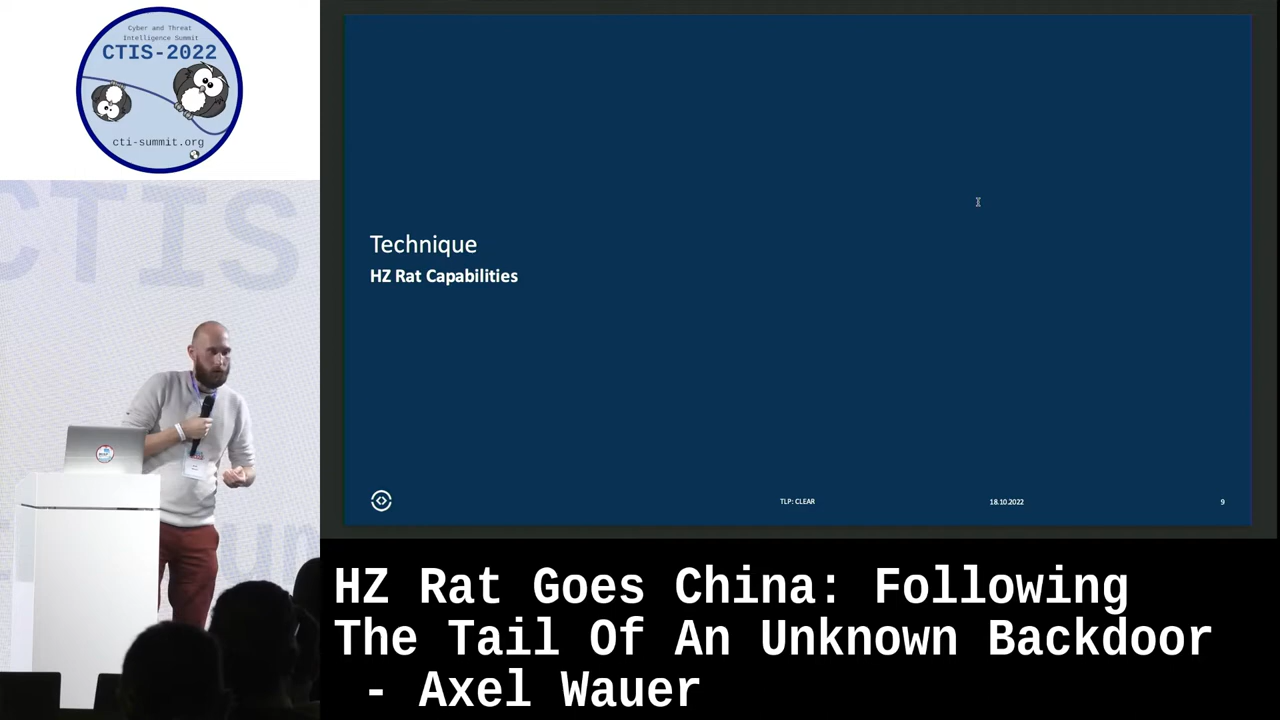 Cyber and Threat
Intelligence Summit
CTIS-2022
cti-summit.org
CTIS
Technique
HZ Rat Capabilities
TLP: CLEAR
18.10.2022
9
HZ Rat Goes China: Following
The Tail Of An Unknown Backdoor
- Axel Wauer